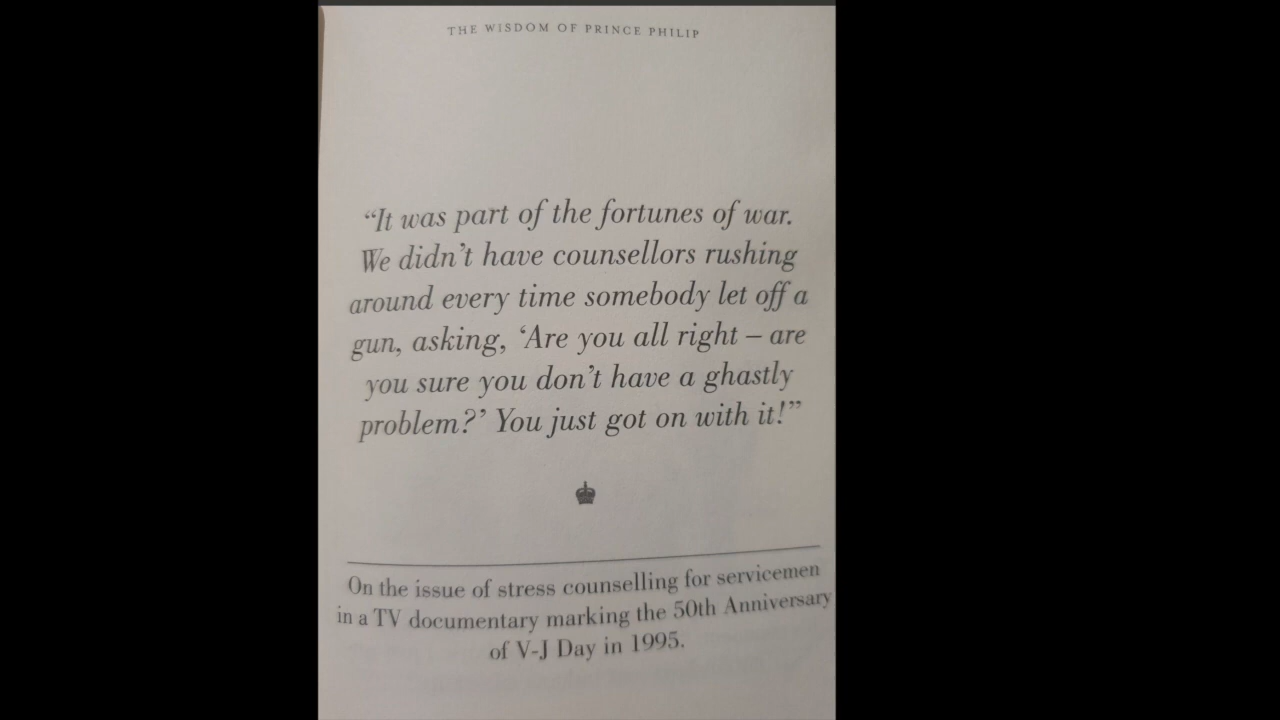 THE WISDOM OF PRINCE PHILIP
“It was part of the fortunes of war.
We didn’t have counsellors rushing
around every time somebody let off a
gun, asking, ‘Are you all right – are
you sure you don’t have a ghastly
problem?’ You just got on with it!”
On the issue of stress counselling for servicemen
in a TV documentary marking the 50th Anniversary
of V-J Day in 1995.